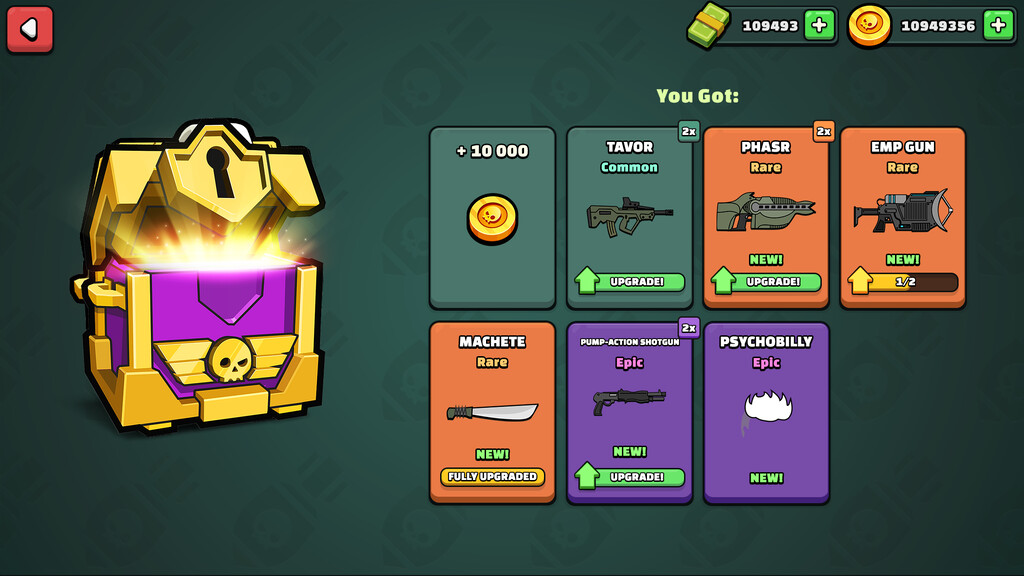 109493
10949356
You Got:
+ 10 000
2x
TAVOR
Common
UPGRADE!
2x
PHASR
Rare
NEW!
UPGRADE!
EMP GUN
Rare
NEW!
1/2
MACHETE
Rare
NEW!
FULLY UPGRADED
2x
PUMP-ACTION SHOTGUN
Epic
NEW!
UPGRADE!
PSYCHOBILLY
Epic
NEW!